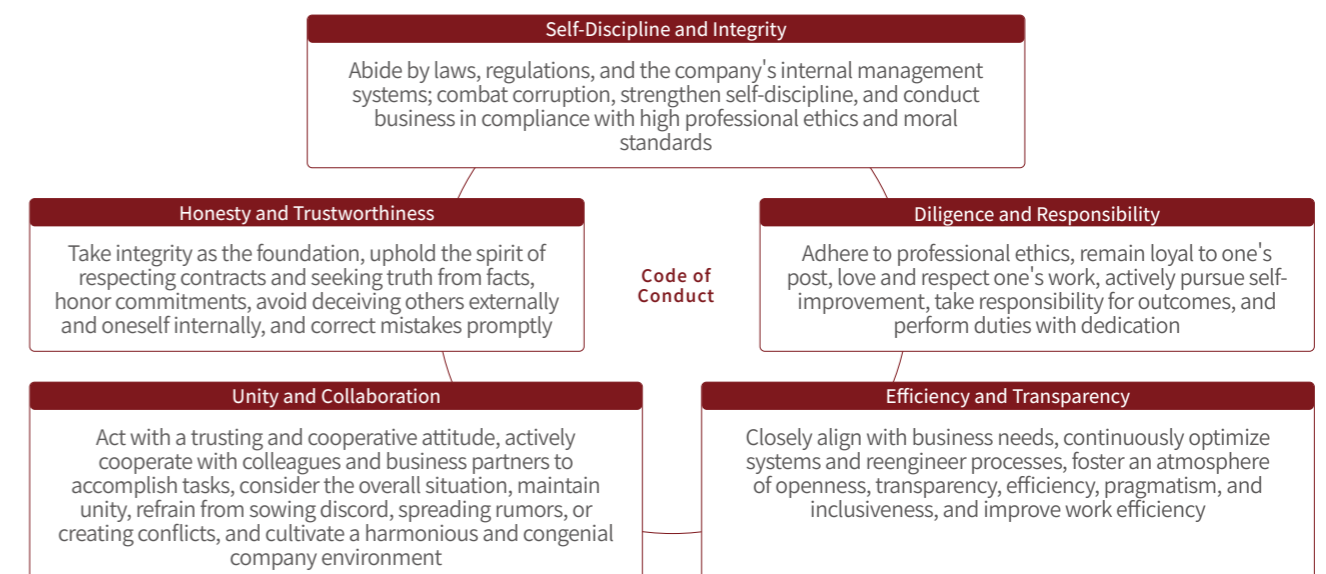 Self-Discipline and Integrity
Abide by laws, regulations, and the company's internal management
systems; combat corruption, strengthen self-discipline, and conduct
business in compliance with high professional ethics and moral
standards
Honesty and Trustworthiness
Take integrity as the foundation, uphold the spirit of
respecting contracts and seeking truth from facts,
honor commitments, avoid deceiving others externally
and oneself internally, and correct mistakes promptly
Code of
Conduct
Diligence and Responsibility
Adhere to professional ethics, remain loyal to one's
post, love and respect one's work, actively pursue self-
improvement, take responsibility for outcomes, and
perform duties with dedication
Unity and Collaboration
Act with a trusting and cooperative attitude, actively
cooperate with colleagues and business partners to
accomplish tasks, consider the overall situation, maintain
unity, refrain from sowing discord, spreading rumors, or
creating conflicts, and cultivate a harmonious and congenial
company environment
Efficiency and Transparency
Closely align with business needs, continuously optimize
systems and reengineer processes, foster an atmosphere
of openness, transparency, efficiency, pragmatism, and
inclusiveness, and improve work efficiency